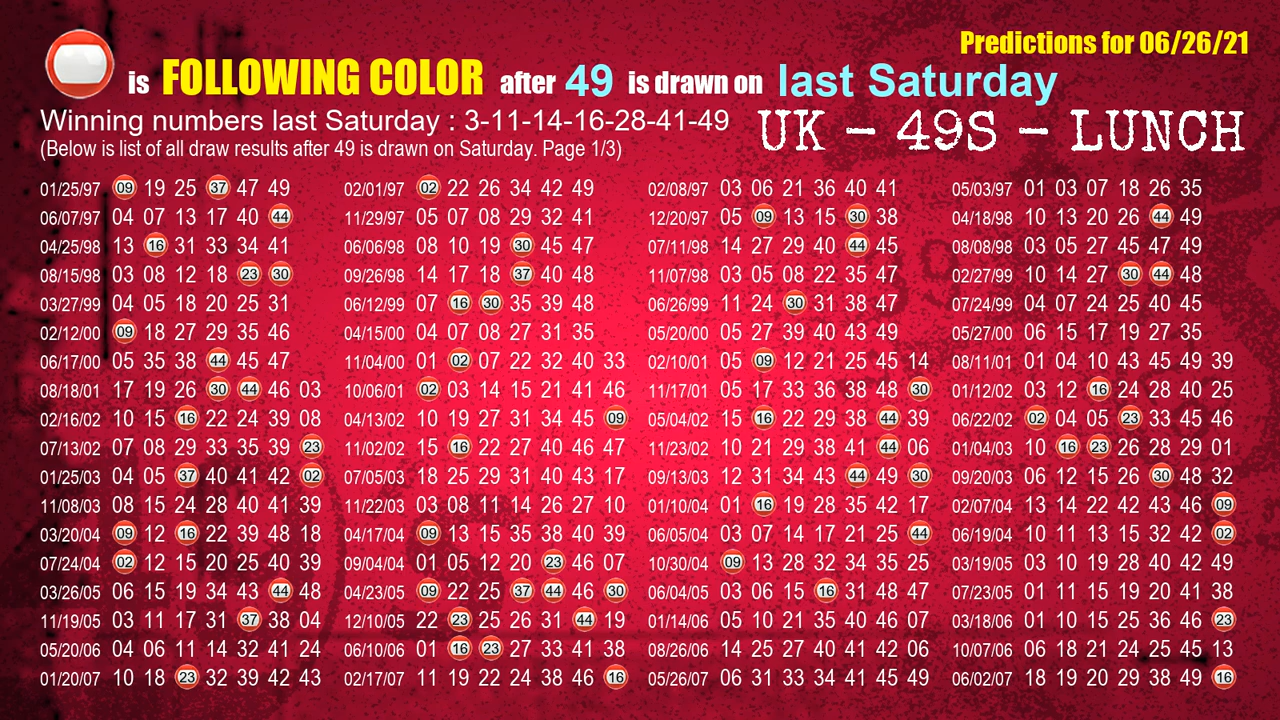 Predictions for 06/26/21
is FOLLOWING COLOR after 49 is drawn on last Saturday
Winning numbers last Saturday : 3-11-14-16-28-41-49
UK - 49S - LUNCH
(Below is list of all draw results after 49 is drawn on Saturday. Page 1/3)
01/25/97 09 19 25 37 47 49 02/01/97 02 22 26 34 42 49 02/08/97 03 06 21 36 40 41 05/03/97 01 03 07 18 26 35
06/07/97 04 07 13 17 40 44 11/29/97 05 07 08 29 32 41 12/20/97 05 09 13 15 30 38 04/18/98 10 13 20 26 44 49
04/25/98 13 16 31 33 34 41 06/06/98 08 10 19 30 45 47 07/11/98 14 27 29 40 44 45 08/08/98 03 05 27 45 47 49
08/15/98 03 08 12 18 23 30 09/26/98 14 17 18 37 40 48 11/07/98 03 05 08 22 35 47 02/27/99 10 14 27 30 44 48
03/27/99 04 05 18 20 25 31 06/12/99 07 16 30 35 39 48 06/26/99 11 24 30 31 38 47 07/24/99 04 07 24 25 40 45
02/12/00 09 18 27 29 35 46 04/15/00 04 07 08 27 31 35 05/20/00 05 27 39 40 43 49 05/27/00 06 15 17 19 27 35
06/17/00 05 35 38 44 45 47 11/04/00 01 02 07 22 32 40 33 02/10/01 05 09 12 21 25 45 14 08/11/01 01 04 10 43 45 49 39
08/18/01 17 19 26 30 44 46 03 10/06/01 02 03 14 15 21 41 46 11/17/01 05 17 33 36 38 48 30 01/12/02 03 12 16 24 28 40 25
02/16/02 10 15 16 22 24 39 08 04/13/02 10 19 27 31 34 45 09 05/04/02 15 16 22 29 38 44 39 06/22/02 02 04 05 23 33 45 46
07/13/02 07 08 29 33 35 39 23 11/02/02 15 16 22 27 40 46 47 11/23/02 10 21 29 38 41 44 06 01/04/03 10 16 23 26 28 29 01
01/25/03 04 05 37 40 41 42 02 07/05/03 18 25 29 31 40 43 17 09/13/03 12 31 34 43 44 49 30 09/20/03 06 12 15 26 30 48 32
11/08/03 08 15 24 28 40 41 39 11/22/03 03 08 11 14 26 27 10 01/10/04 01 16 19 28 35 42 17 02/07/04 13 14 22 42 43 46 09
03/20/04 09 12 16 22 39 48 18 04/17/04 09 13 15 35 38 40 39 06/05/04 03 07 14 17 21 25 44 06/19/04 10 11 13 15 32 42 02
07/24/04 02 12 15 20 25 40 39 09/04/04 01 05 12 20 23 46 07 10/30/04 09 13 28 32 34 35 25 03/19/05 03 10 19 28 40 42 49
03/26/05 06 15 19 34 43 44 48 04/23/05 09 22 25 37 44 46 30 06/04/05 03 06 15 16 31 48 47 07/23/05 01 11 15 19 20 41 38
11/19/05 03 11 17 31 37 38 04 12/10/05 22 23 25 26 31 44 19 01/14/06 05 10 21 35 40 46 07 03/18/06 01 10 15 25 36 46 23
05/20/06 04 06 11 14 32 41 24 06/10/06 01 16 23 27 33 41 38 08/26/06 14 25 27 40 41 42 06 10/07/06 06 18 21 24 25 45 13
01/20/07 10 18 23 32 39 42 43 02/17/07 11 19 22 24 38 46 16 05/26/07 06 31 33 34 41 45 49 06/02/07 18 19 20 29 38 49 16